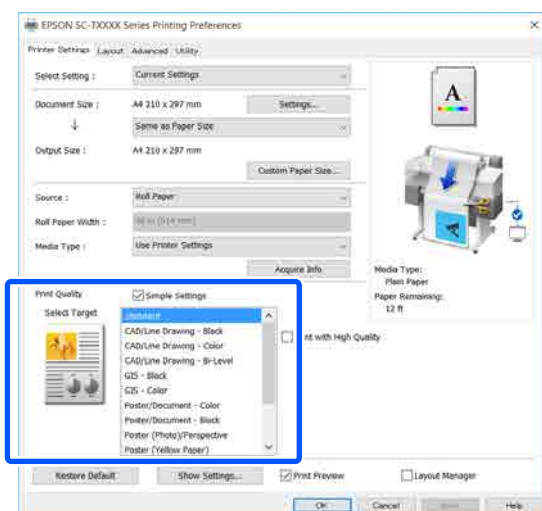 EPSON SC-TXXXX Series Printing Preferences
Printer Settings Layout Advanced Utility
Select Setting : Current Settings
Document Size : A4 210 x 297 mm Settings...
Same as Paper Size
Output Size : A4 210 x 297 mm
Custom Paper Size...
Source : Roll Paper
Roll Paper Width :
Media Type : Use Printer Settings
Acquire Info
Media Type:
Plain Paper
Paper Remaining:
12 ft
Print Quality Simple Settings
Select Target Standard
CAD/Line Drawing - Black
CAD/Line Drawing - Color
CAD/Line Drawing - Bi-Level
GIS - Black
GIS - Color
Poster/Document - Color
Poster/Document - Black
Poster (Photo)/Perspective
Poster (Yellow Paper)
nt with High Quality
Restore Default Show Settings... Print Preview Layout Manager
OK Cancel Help
A
A